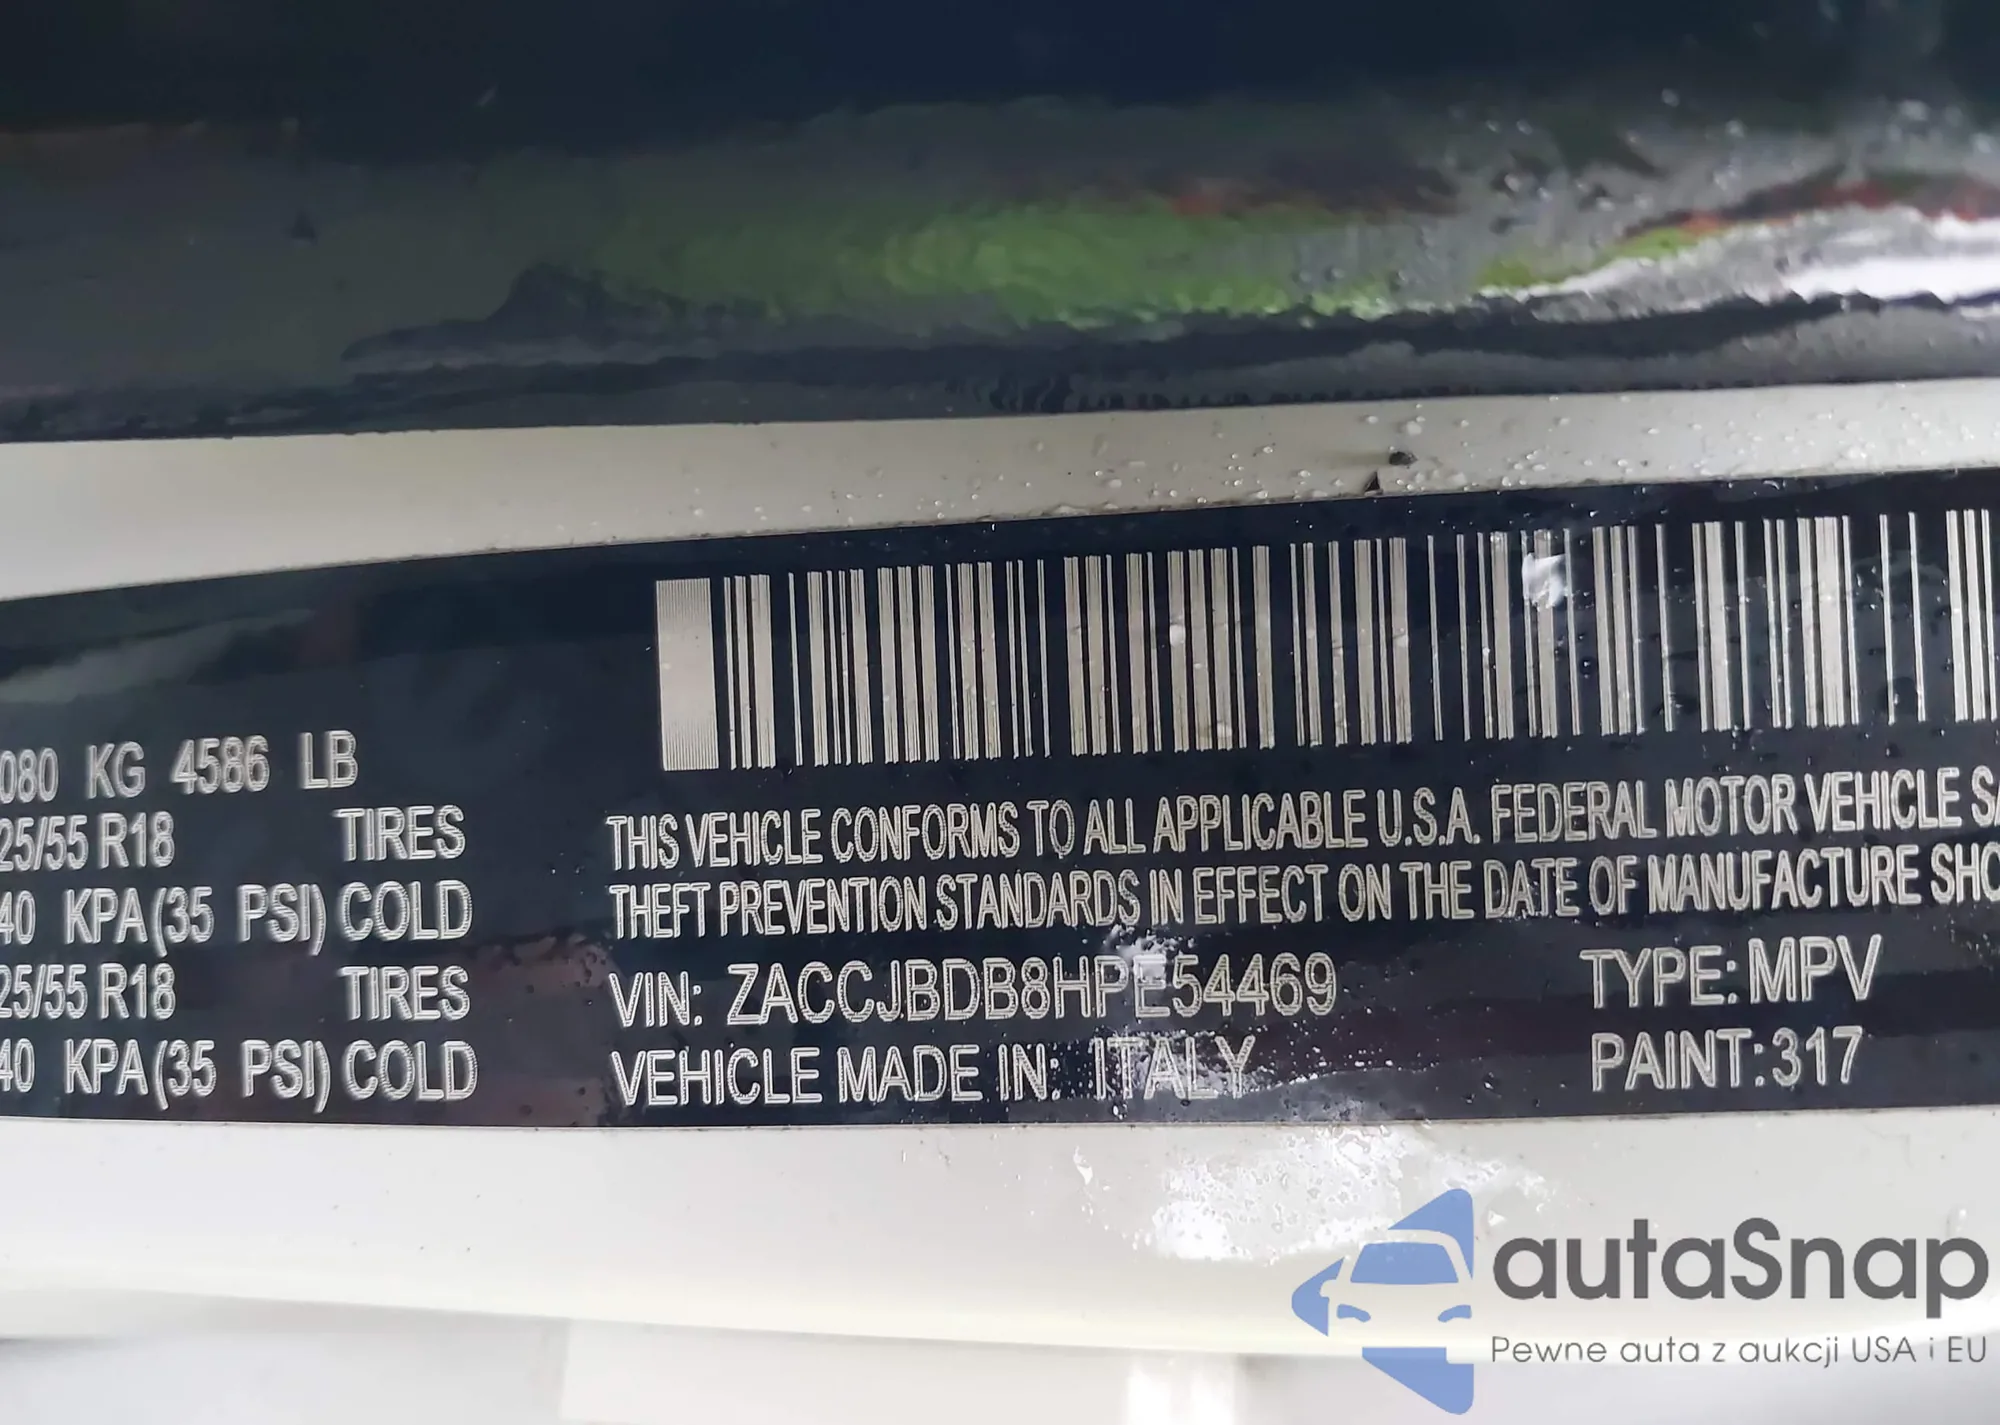 080 KG 4586 LB
25/55 R18 TIRES
40 KPA(35 PSI) COLD
25/55 R18 TIRES
40 KPA(35 PSI) COLD
THIS VEHICLE CONFORMS TO ALL APPLICABLE U.S.A. FEDERAL MOTOR VEHICLE SA
THEFT PREVENTION STANDARDS IN EFFECT ON THE DATE OF MANUFACTURE SHO
VIN: ZACCJBDB8HPE54469 TYPE: MPV
VEHICLE MADE IN: ITALY PAINT: 317
autaSnap
Pewne auta z aukcji USA i EU